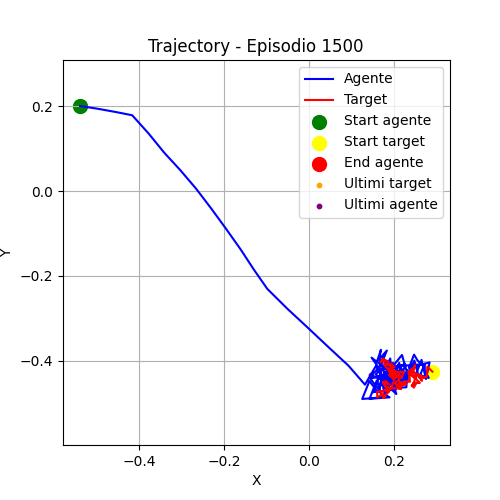 Trajectory - Episodio 1500
Agente
Target
Start agente
Start target
End agente
Ultimi target
Ultimi agente
0.2
0.0
−0.2
−0.4
Y
−0.4
−0.2
0.0
0.2
X